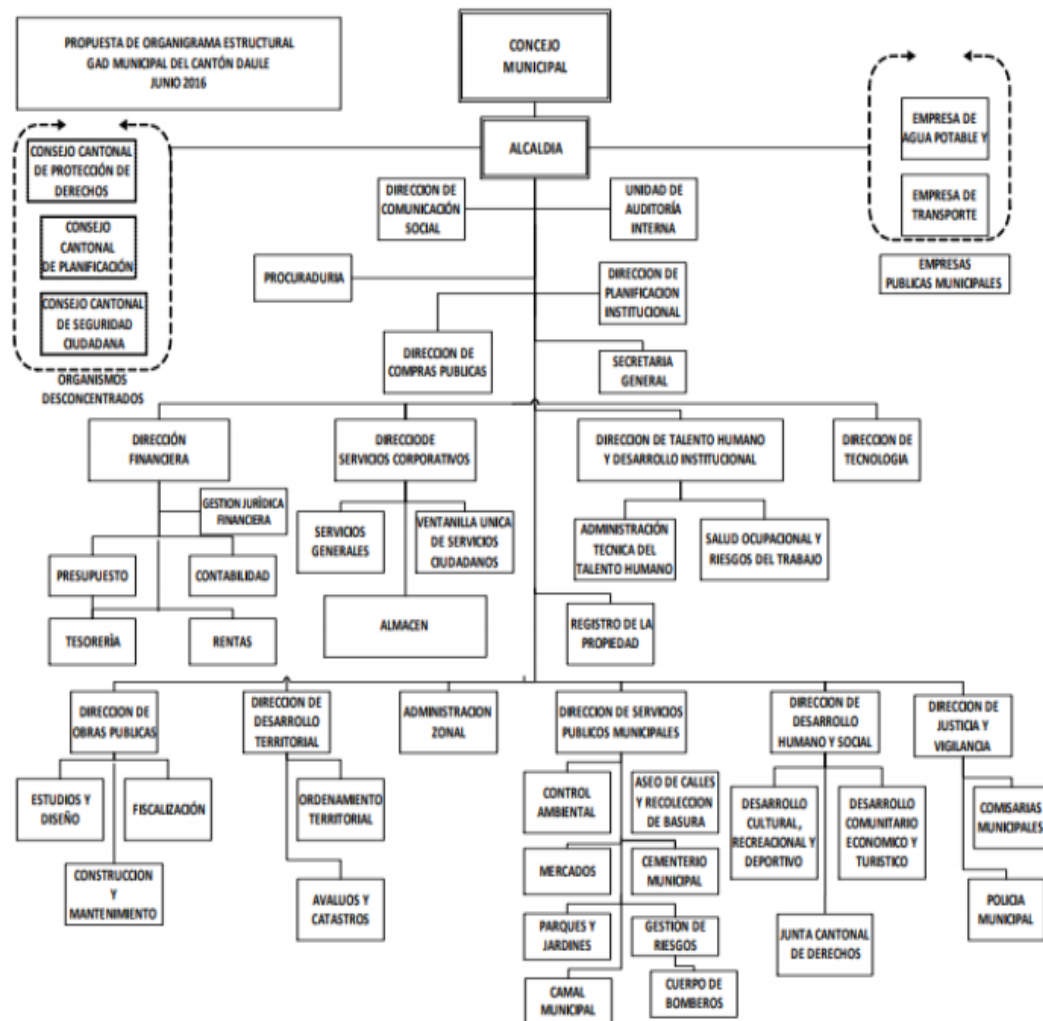 PROPUESTA DE ORGANIGRAMA ESTRUCTURAL
GAD MUNICIPAL DEL CANTÓN DAULE
JUNIO 2016
CONCEJO
MUNICIPAL
ALCALDIA
CONSEJO CANTONAL
DE PROTECCIÓN DE
DERECHOS
CONSEJO
CANTONAL
DE PLANIFICACIÓN
CONSEJO CANTONAL
DE SEGURIDAD
CIUDADANA
ORGANISMOS
DESCONCENTRADOS
EMPRESA DE
AGUA POTABLE Y
EMPRESA DE
TRANSPORTE
EMPRESAS
PUBLICAS MUNICIPALES
DIRECCION DE
COMUNICACIÓN
SOCIAL
UNIDAD DE
AUDITORÍA
INTERNA
PROCURADURIA
DIRECCION DE
PLANIFICACION
INSTITUCIONAL
DIRECCION DE
COMPRAS PUBLICAS
SECRETARIA
GENERAL
DIRECCIÓN
FINANCIERA
DIRECCIODE
SERVICIOS CORPORATIVOS
DIRECCION DE TALENTO HUMANO
Y DESARROLLO INSTITUCIONAL
DIRECCION DE
TECNOLOGIA
GESTION JURÍDICA
FINANCIERA
PRESUPUESTO
CONTABILIDAD
TESORERÌA
RENTAS
SERVICIOS
GENERALES
VENTANILLA UNICA
DE SERVICIOS
CIUDADANOS
ALMACEN
ADMINISTRACIÓN
TECNICA DEL
TALENTO HUMANO
SALUD OCUPACIONAL Y
RIESGOS DEL TRABAJO
REGISTRO DE LA
PROPIEDAD
DIRECCION DE
OBRAS PUBLICAS
DIRECCION DE
DESARROLLO
TERRITORIAL
ADMINISTRACION
ZONAL
DIRECCION DE SERVICIOS
PUBLICOS MUNICIPALES
DIRECCION DE
DESARROLLO
HUMANO Y SOCIAL
DIRECCION DE
JUSTICIA Y
VIGILANCIA
ESTUDIOS Y
DISEÑO
FISCALIZACIÓN
CONSTRUCCION
Y
MANTENIMIENTO
ORDENAMIENTO
TERRITORIAL
AVALUOS Y
CATASTROS
CONTROL
AMBIENTAL
ASEO DE CALLES
Y RECOLECCION
DE BASURA
MERCADOS
CEMENTERIO
MUNICIPAL
PARQUES Y
JARDINES
GESTION DE
RIESGOS
CAMAL
MUNICIPAL
CUERPO DE
BOMBEROS
DESARROLLO
CULTURAL,
RECREACIONAL Y
DEPORTIVO
DESARROLLO
COMUNITARIO
ECONOMICO Y
TURISTICO
JUNTA CANTONAL
DE DERECHOS
COMISARIAS
MUNICIPALES
POLICIA
MUNICIPAL